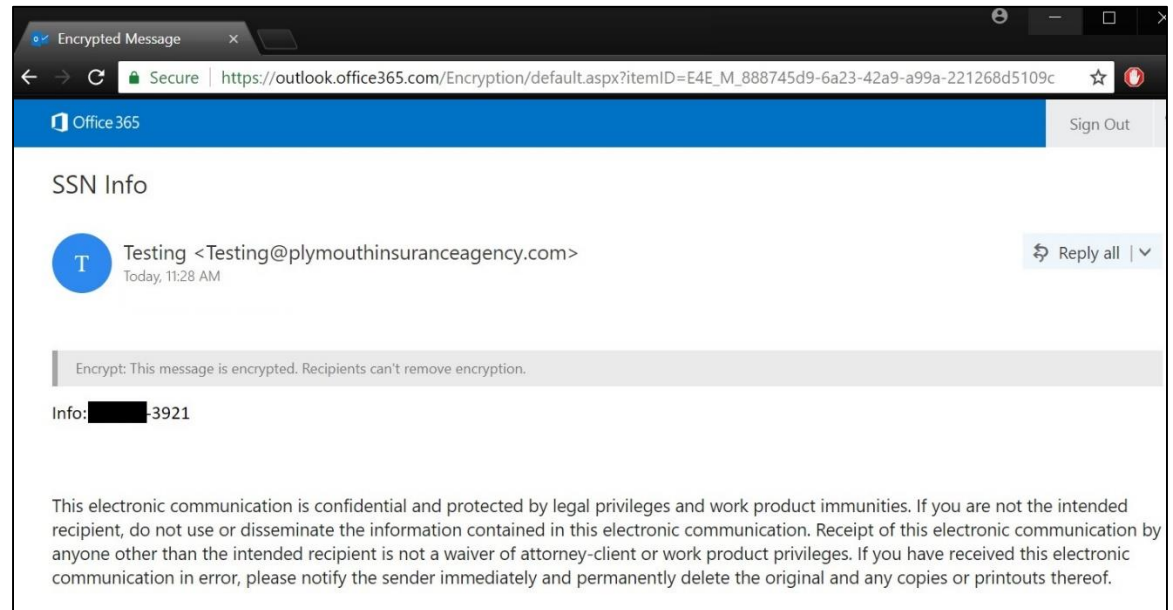 Encrypted Message
Secure https://outlook.office365.com/Encryption/default.aspx?itemID=E4E_M_888745d9-6a23-42a9-a99a-221268d5109c
Office 365 Sign Out
SSN Info
T
Testing <Testing@plymouthinsuranceagency.com> Reply all
Today, 11:28 AM
Encrypt: This message is encrypted. Recipients can't remove encryption.
Info: -3921
This electronic communication is confidential and protected by legal privileges and work product immunities. If you are not the intended
recipient, do not use or disseminate the information contained in this electronic communication. Receipt of this electronic communication by
anyone other than the intended recipient is not a waiver of attorney-client or work product privileges. If you have received this electronic
communication in error, please notify the sender immediately and permanently delete the original and any copies or printouts thereof.